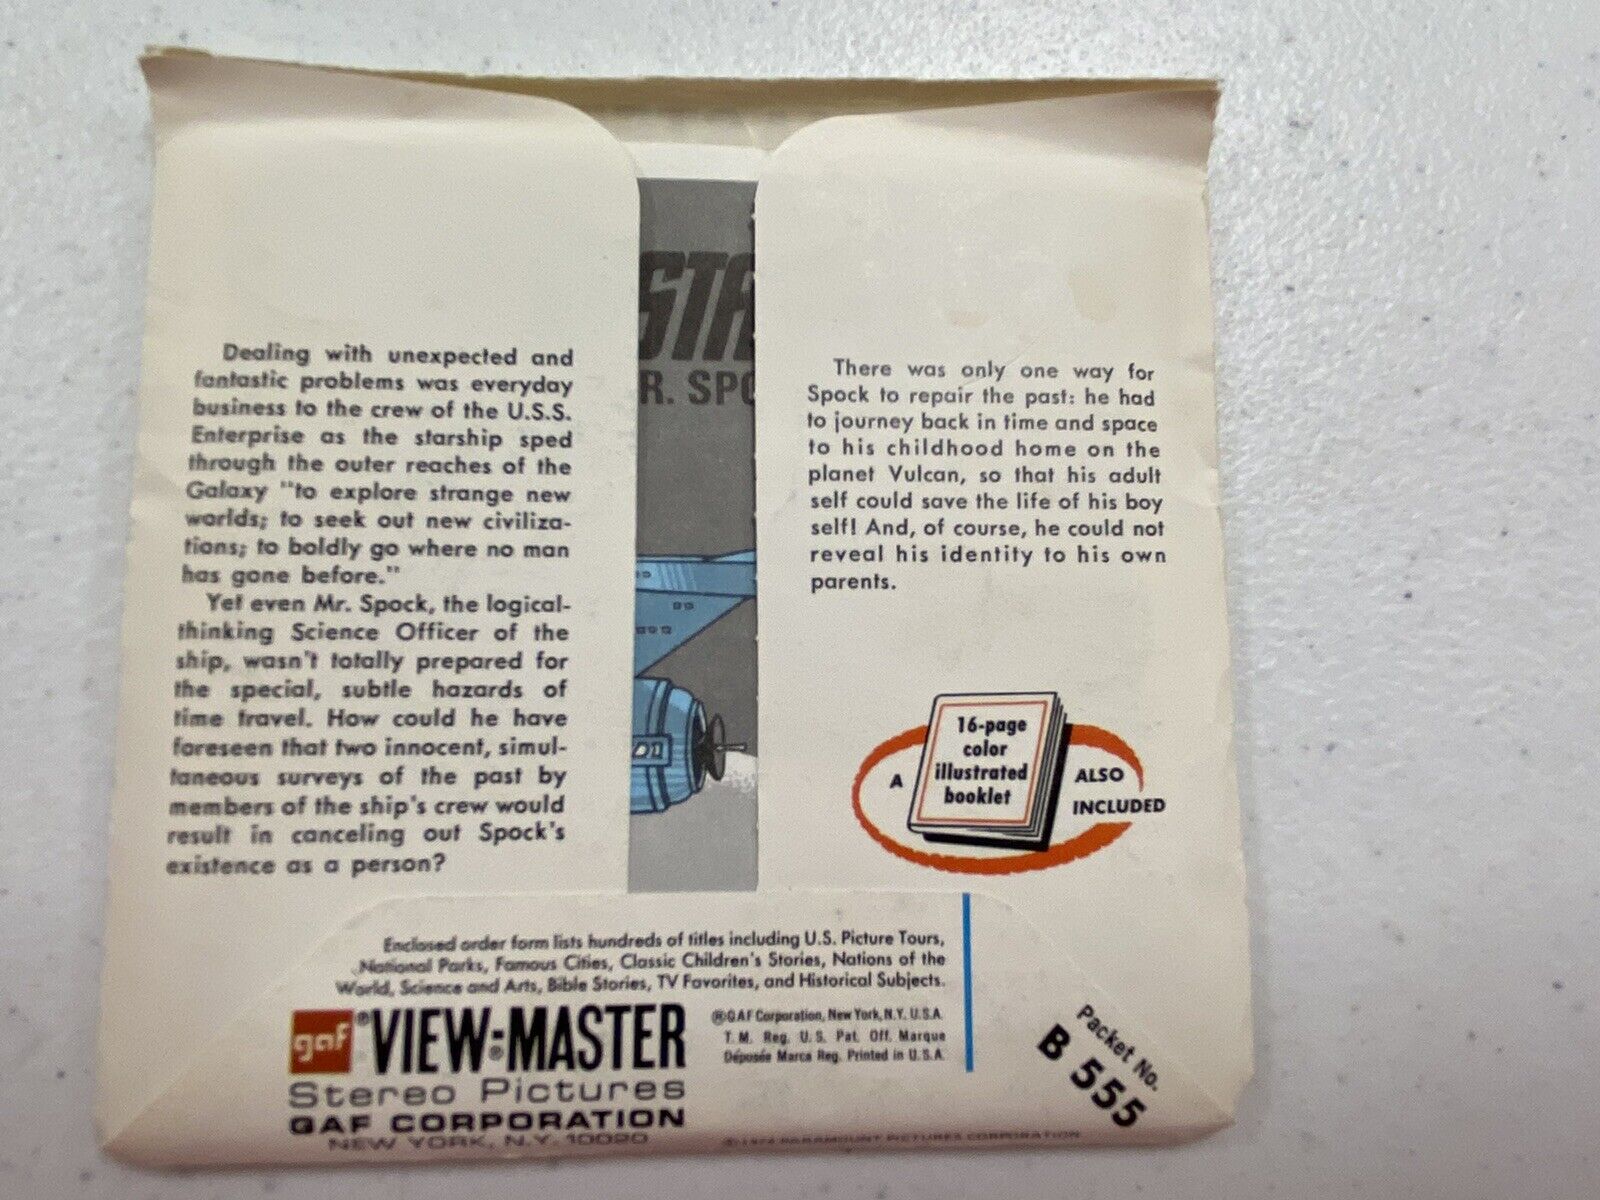 Dealing with unexpected and
fantastic problems was everyday
business to the crew of the U.S.S.
Enterprise as the starship sped
through the outer reaches of the
Galaxy "to explore strange new
worlds; to seek out new civiliza-
tions; to boldly go where no man
has gone before."
Yet even Mr. Spock, the logical-
thinking Science Officer of the
ship, wasn't totally prepared for
the special, subtle hazards of
time travel. How could he have
foreseen that two innocent, simul-
taneous surveys of the past by
members of the ship's crew would
result in canceling out Spock's
existence as a person?
STA
R. SPO
There was only one way for
Spock to repair the past: he had
to journey back in time and space
to his childhood home on the
planet Vulcan, so that his adult
self could save the life of his boy
self! And, of course, he could not
reveal his identity to his own
parents.
A
16-page
color
illustrated
booklet
ALSO
INCLUDED
Enclosed order form lists hundreds of titles including U.S. Picture Tours,
National Parks, Famous Cities, Classic Children's Stories, Nations of the
World, Science and Arts, Bible Stories, TV Favorites, and Historical Subjects.
gaf ® VIEW-MASTER ®
Stereo Pictures
GAF CORPORATION
NEW YORK, N.Y. 10020
®GAF Corporation, New York, N.Y. U.S.A.
T. M. Reg. U. S. Pat. Off. Marque
Déposée Marca Reg. Printed in U. S. A.
Packet No.
B 555
PARAMOUNT PICTURES CORPORATION